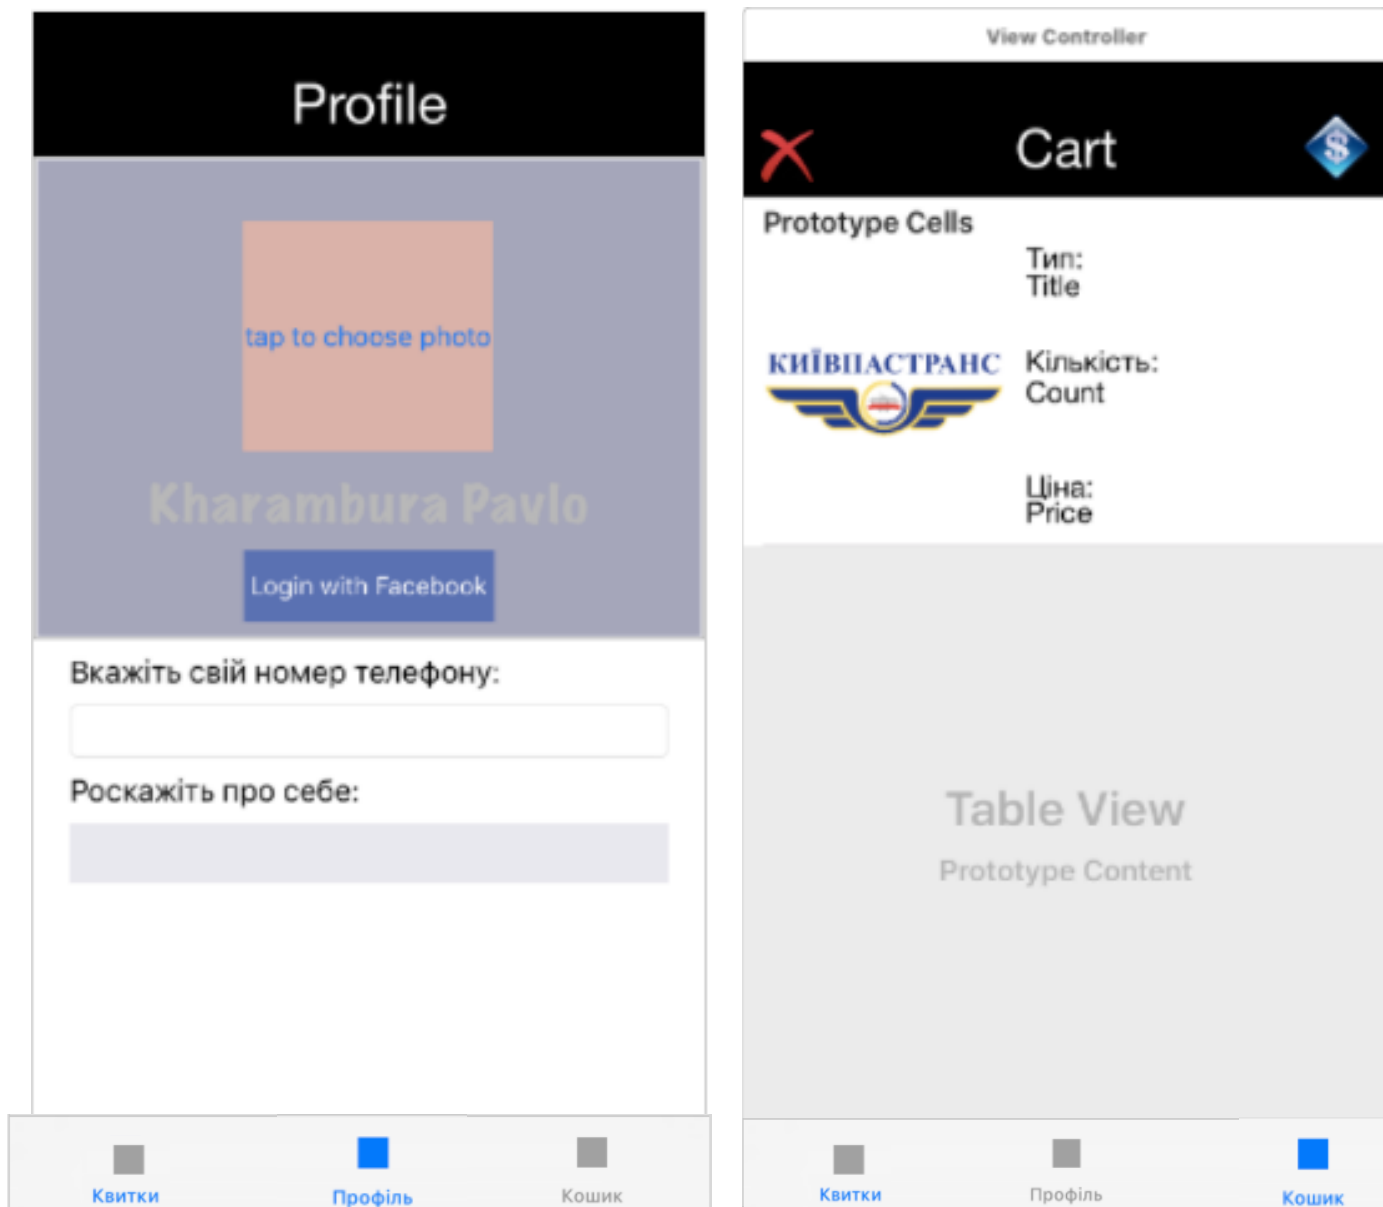 Profile
tap to choose photo
Kharambura Pavlo
Login with Facebook
Вкажіть свій номер телефону:
Роскажіть про себе:
Квитки
Профіль
Кошик
View Controller
Cart
$
Prototype Cells
Тип:
Title
КИЇВПАСТРАНС
Кількість:
Count
Ціна:
Price
Table View
Prototype Content
Квитки
Профіль
Кошик